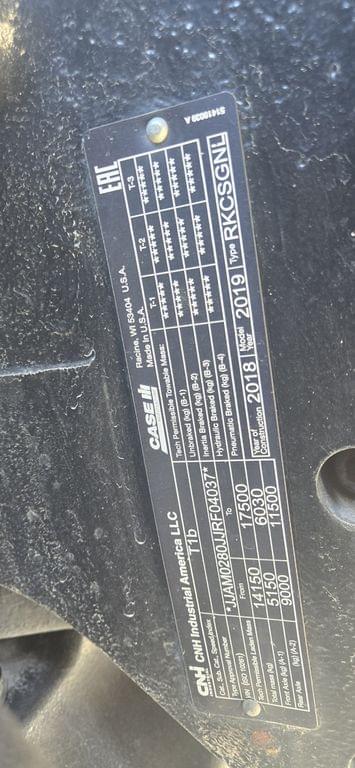 CNH INDUSTRIAL
CNH Industrial America LLC
Cat., Sub. Cat., Speed,Index
T1b
Type Approval Number
VIN (ISO 10261)
*JJAM0280JJRF04037*
Tech Permissible Laden Mass
From
To
Total mass (kg)
14150
17500
Front Axle (kg) (A-1)
5150
6030
Rear Axle (kg) (A-2)
9000
11500
CASE IH
Racine, WI 53404 U.S.A.
Made in U.S.A.
EAC
51418039 A
Tech Permissible Towable Mass:
T-1
T-2
T-3
Unbraked (kg) (B-1)
*****
*****
*****
Inertia Braked (kg) (B-2)
*****
*****
*****
Hydraulic Braked (kg) (B-3)
*****
*****
*****
Pneumatic Braked (kg) (B-4)
*****
*****
*****
Year of Construction
2018
Model Year
2019
Type
RKCSGNL